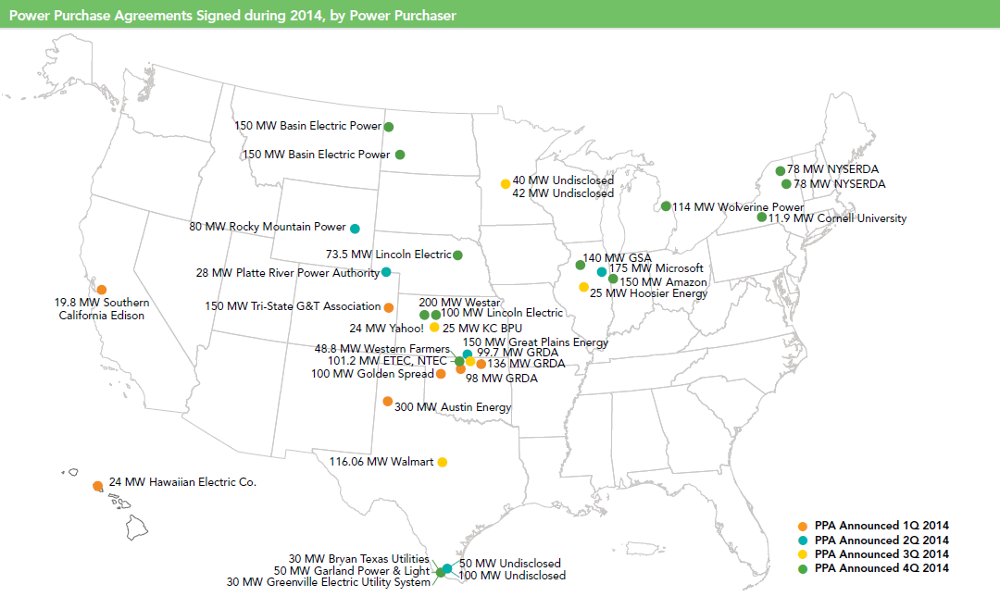 Power Purchase Agreements Signed during 2014, by Power Purchaser
150 MW Basin Electric Power
150 MW Basin Electric Power
40 MW Undisclosed
42 MW Undisclosed
78 MW NYSERDA
78 MW NYSERDA
114 MW Wolverine Power
11.9 MW Cornell University
80 MW Rocky Mountain Power
73.5 MW Lincoln Electric
140 MW GSA
28 MW Platte River Power Authority
175 MW Microsoft
150 MW Amazon
25 MW Hoosier Energy
19.8 MW Southern
California Edison
150 MW Tri-State G&T Association
200 MW Westar
100 MW Lincoln Electric
24 MW Yahoo!
25 MW KC BPU
150 MW Great Plains Energy
48.8 MW Western Farmers
99.7 MW GRDA
101.2 MW ETEC, NTEC
136 MW GRDA
100 MW Golden Spread
98 MW GRDA
300 MW Austin Energy
116.06 MW Walmart
24 MW Hawaiian Electric Co.
30 MW Bryan Texas Utilities
50 MW Garland Power & Light
30 MW Greenville Electric Utility System
50 MW Undisclosed
100 MW Undisclosed
PPA Announced 1Q 2014
PPA Announced 2Q 2014
PPA Announced 3Q 2014
PPA Announced 4Q 2014